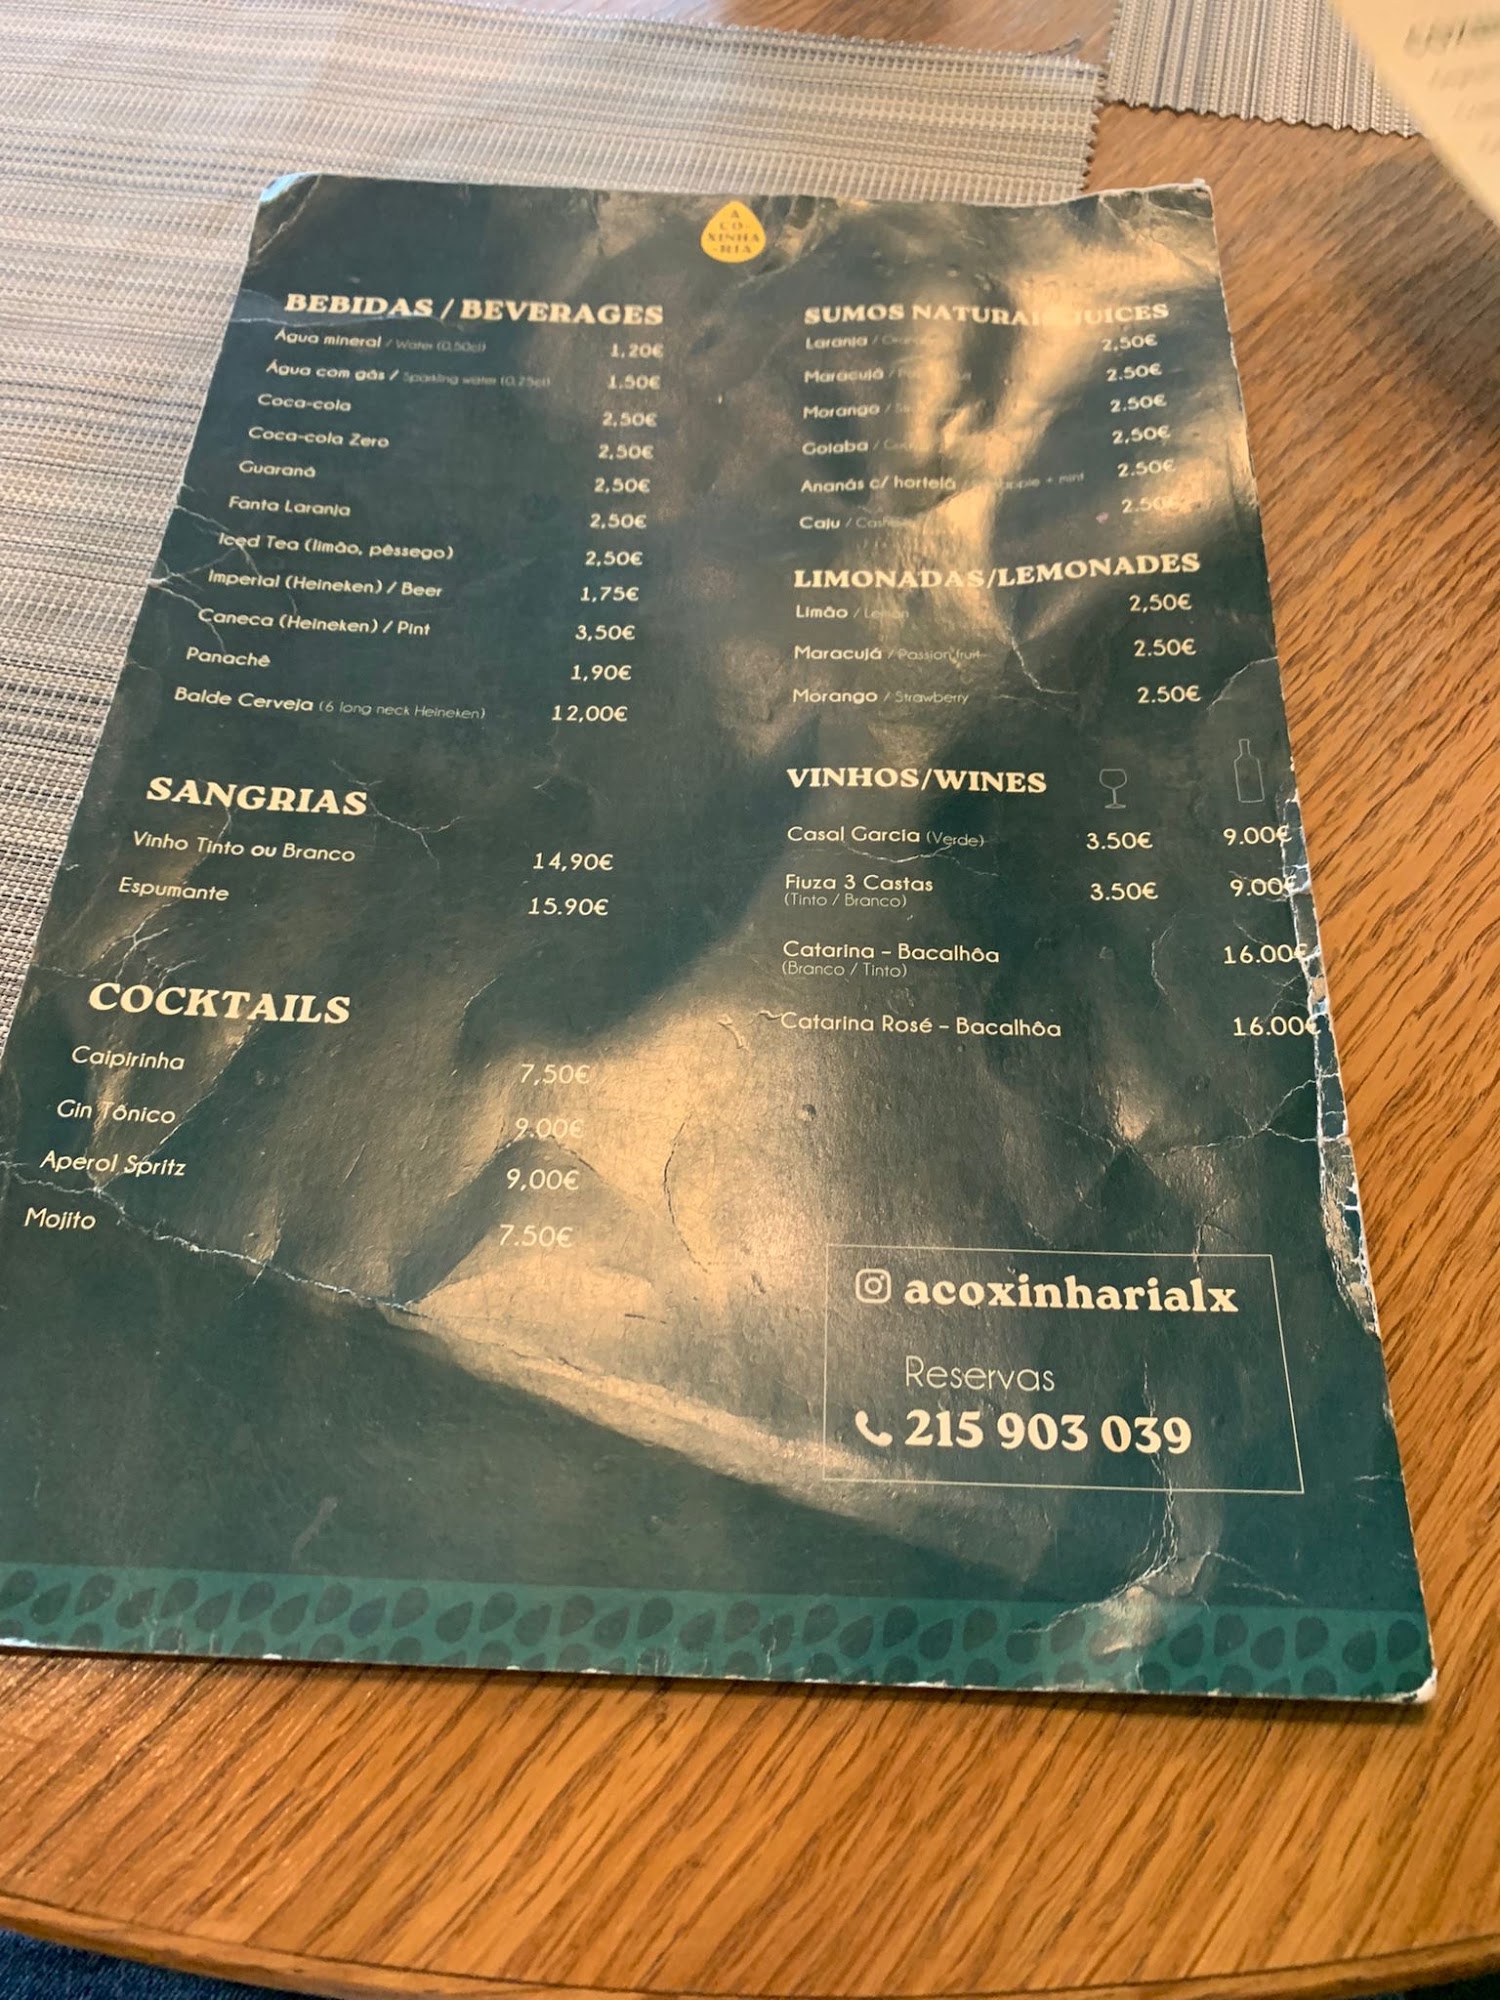 A
CO-
XINHA
-RIA
BEBIDAS / BEVERAGES
Água mineral / Water (0,50cl) 1,20€
Água com gás / Sparkling water (0,25cl) 1.50€
Coca-cola 2,50€
Coca-cola Zero 2,50€
Guaraná 2,50€
Fanta Laranja 2,50€
Iced Tea (limão, pêssego) 2,50€
Imperial (Heineken) / Beer 1,75€
Caneca (Heineken) / Pint 3,50€
Panachê 1,90€
Balde Cerveja (6 long neck Heineken) 12,00€
SANGRIAS
Vinho Tinto ou Branco 14,90€
Espumante 15.90€
COCKTAILS
Caipirinha 7,50€
Gin Tônico 9.00€
Aperol Spritz 9,00€
Mojito 7.50€
SUMOS JUICES
Laranja / 2,50€
Maracujá / 2.50€
Morango / 2.50€
Goiaba / 2,50€
Ananás c/ hortelã / + mint 2.50€
Caju / 2.50€
LIMONADAS/LEMONADES
Limão / Lemon 2,50€
Maracujá / Passion fruit 2.50€
Morango / Strawberry 2.50€
VINHOS/WINES
Casal Garcia (Verde) 3.50€ 9.00€
Fiuza 3 Castas 3.50€ 9.00€
(Tinto / Branco)
Catarina - Bacalhôa 16.00€
(Branco / Tinto)
Catarina Rosé - Bacalhôa 16.00€
acoxinharialx
Reservas
215 903 039